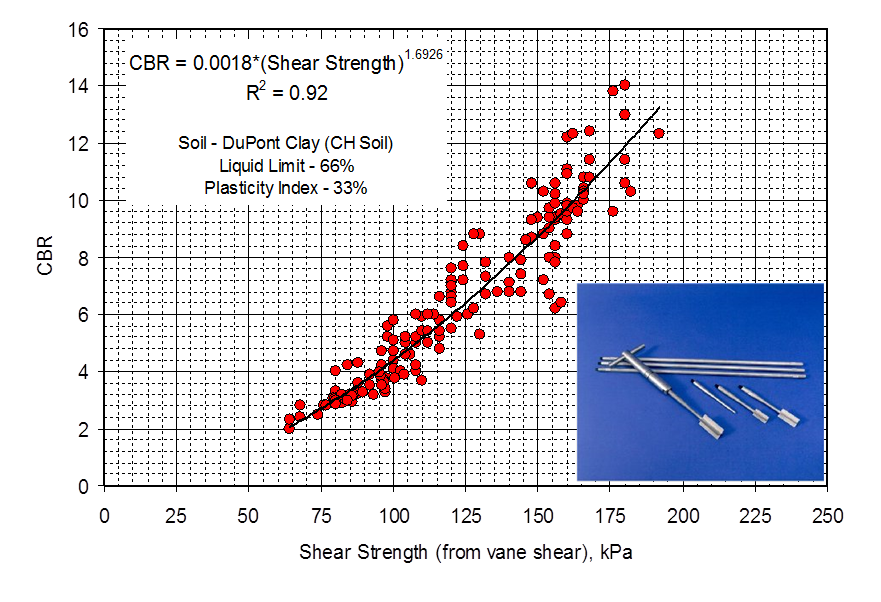 CBR = 0.0018*(Shear Strength)^1.6926
R² = 0.92
Soil - DuPont Clay (CH Soil)
Liquid Limit - 66%
Plasticity Index - 33%
16
14
12
10
8
6
4
2
0
CBR
0 25 50 75 100 125 150 175 200 225 250
Shear Strength (from vane shear), kPa